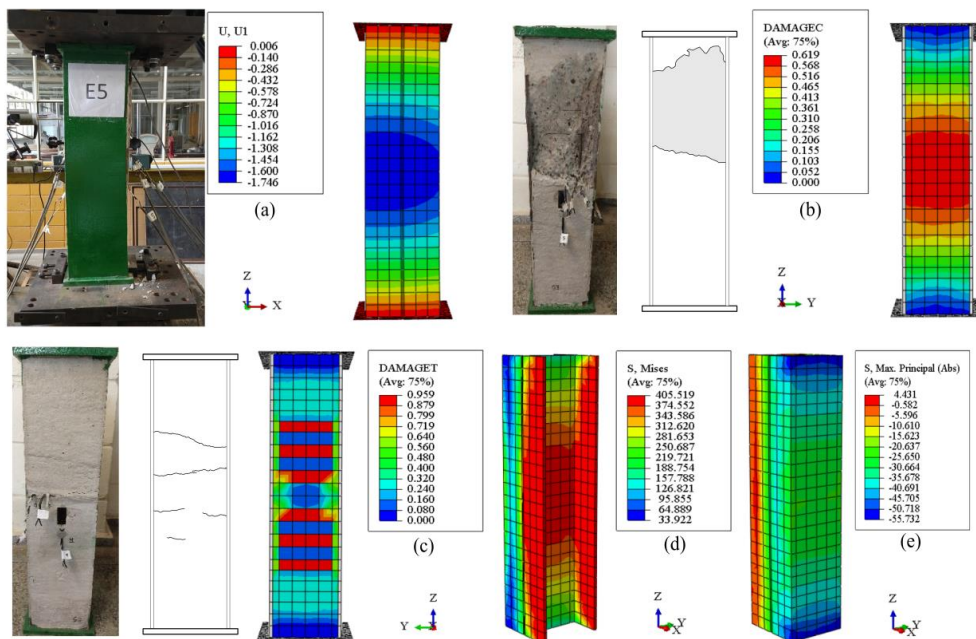 E5
U, U1
0.006
-0.140
-0.286
-0.432
-0.578
-0.724
-0.870
-1.016
-1.162
-1.308
-1.454
-1.600
-1.746
(a)
Z
Y
X
DAMAGEC
(Avg: 75%)
0.619
0.568
0.516
0.465
0.413
0.361
0.310
0.258
0.206
0.155
0.103
0.052
0.000
(b)
Z
X
Y
DAMAGET
(Avg: 75%)
0.959
0.879
0.799
0.719
0.640
0.560
0.480
0.400
0.320
0.240
0.160
0.080
0.000
(c)
Z
Y
X
S, Mises
(Avg: 75%)
405.519
374.552
343.586
312.620
281.653
250.687
219.721
188.754
157.788
126.821
95.855
64.889
33.922
(d)
Z
Y
X
S, Max. Principal (Abs)
(Avg: 75%)
4.431
-0.582
-5.596
-10.610
-15.623
-20.637
-25.650
-30.664
-35.678
-40.691
-45.705
-50.718
-55.732
(e)
Z
Y
X